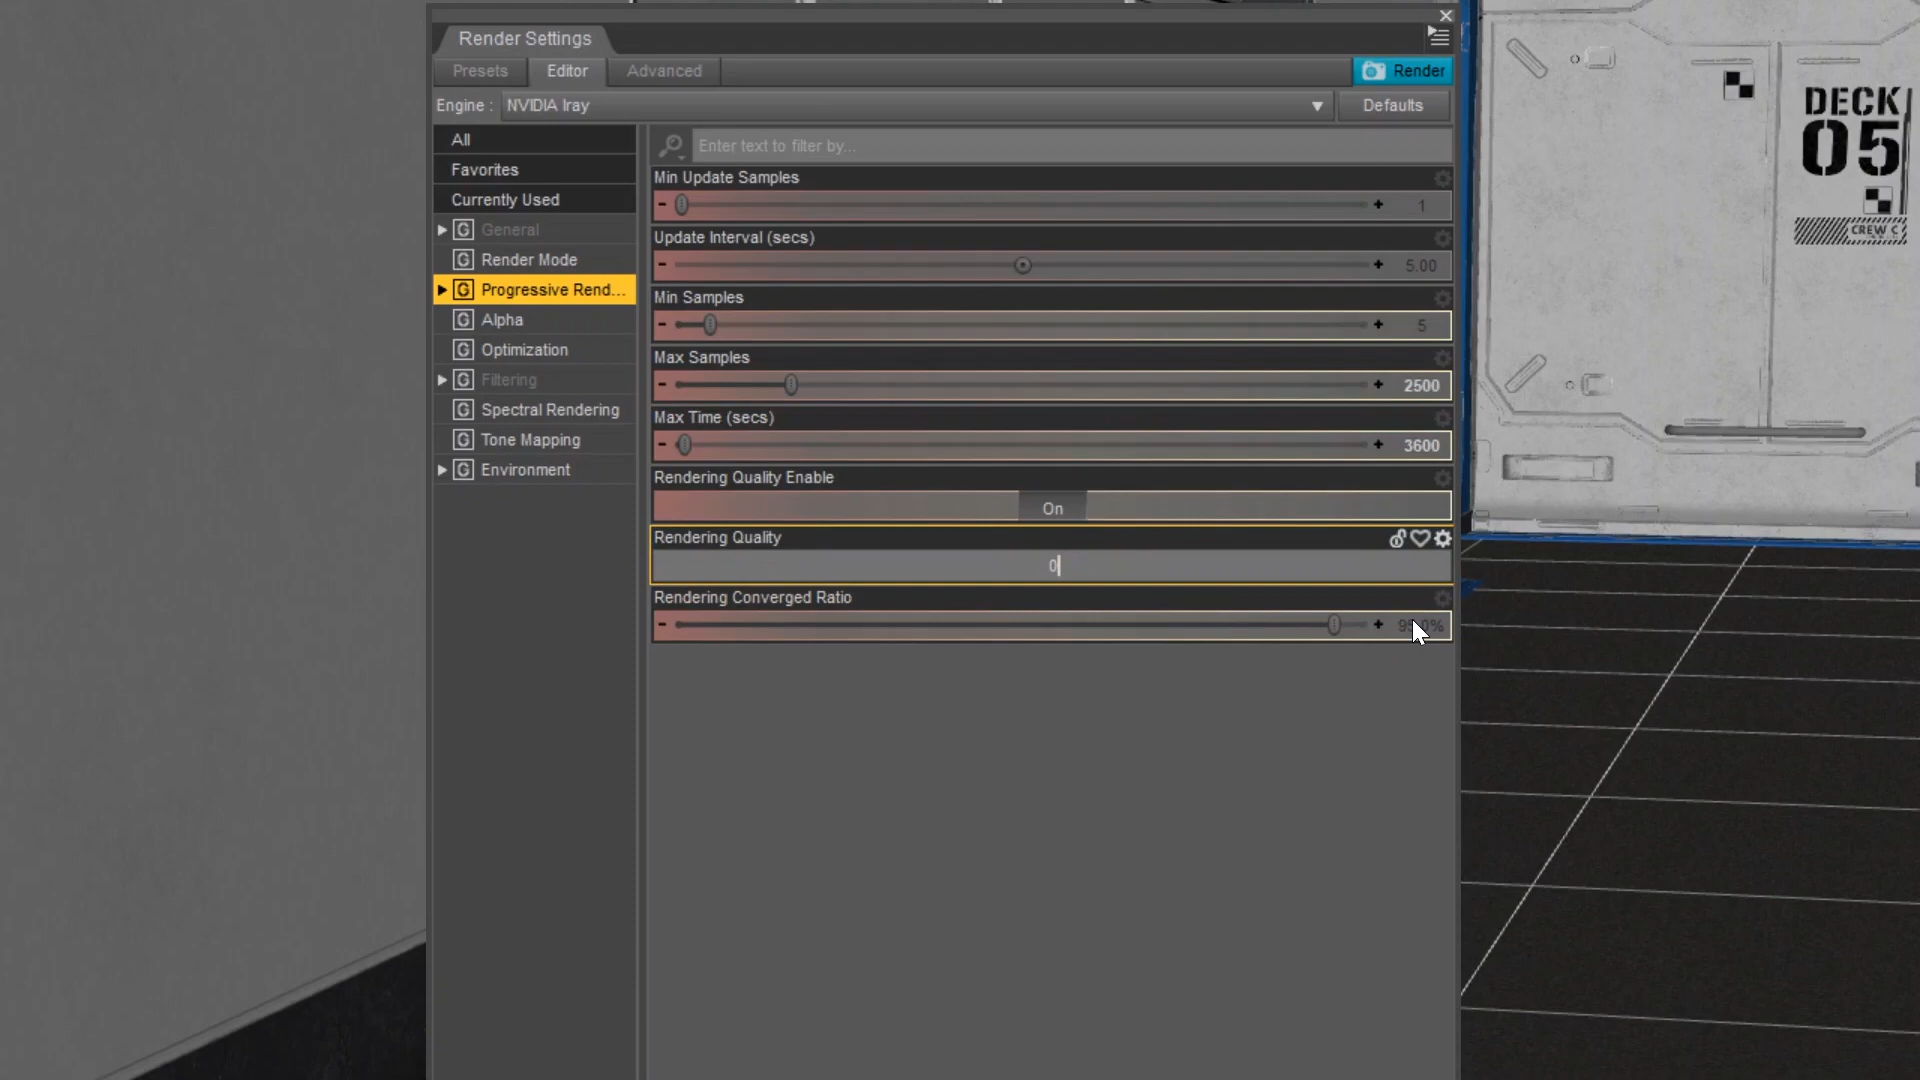 Render Settings
Presets Editor Advanced Render
Engine : NVIDIA Iray Defaults
All
Favorites
Currently Used
General
Render Mode
Progressive Rend...
Alpha
Optimization
Filtering
Spectral Rendering
Tone Mapping
Environment
Enter text to filter by...
Min Update Samples
1
Update Interval (secs)
5.00
Min Samples
5
Max Samples
2500
Max Time (secs)
3600
Rendering Quality Enable
On
Rendering Quality
0
Rendering Converged Ratio
DECK
05
CREW C